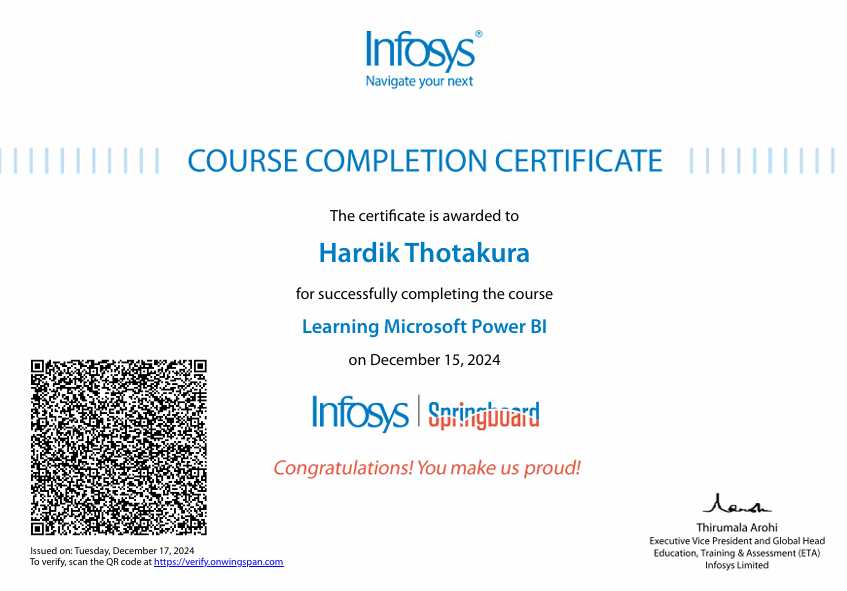 Infosys®
Navigate your next
COURSE COMPLETION CERTIFICATE
The certificate is awarded to
Hardik Thotakura
for successfully completing the course
Learning Microsoft Power BI
on December 15, 2024
Infosys | Springboard
Congratulations! You make us proud!
Issued on: Tuesday, December 17, 2024
To verify, scan the QR code at https://verify.onwingspan.com
Thirumala Arohi
Executive Vice President and Global Head
Education, Training & Assessment (ETA)
Infosys Limited